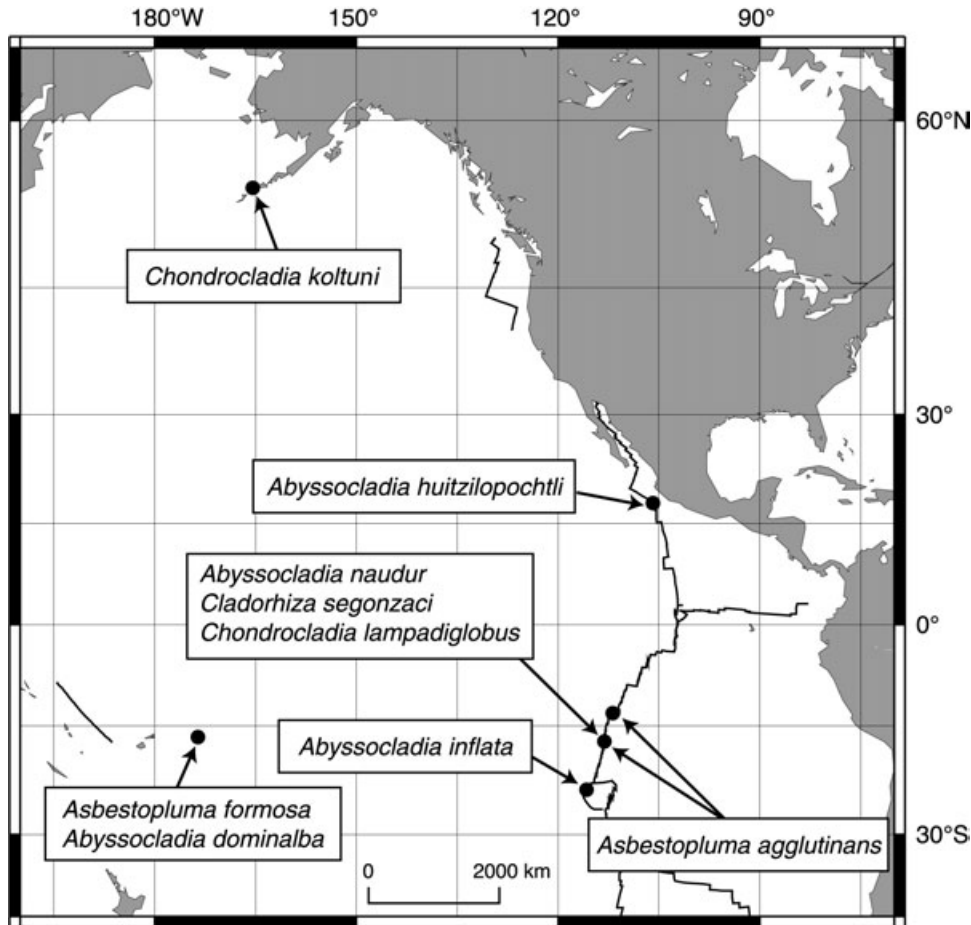 180°W 150°W 120°W 90°W
60°N
Chondrocladia koltuni
30°N
Abyssocladia huitzilopochtli
Abyssocladia naudur
Cladorhiza segonzaci
Chondrocladia lampadiglobus
0°
Abyssocladia inflata
Asbestopluma formosa
Abyssocladia dominalba
30°S
Asbestopluma agglutinans
0 2000 km